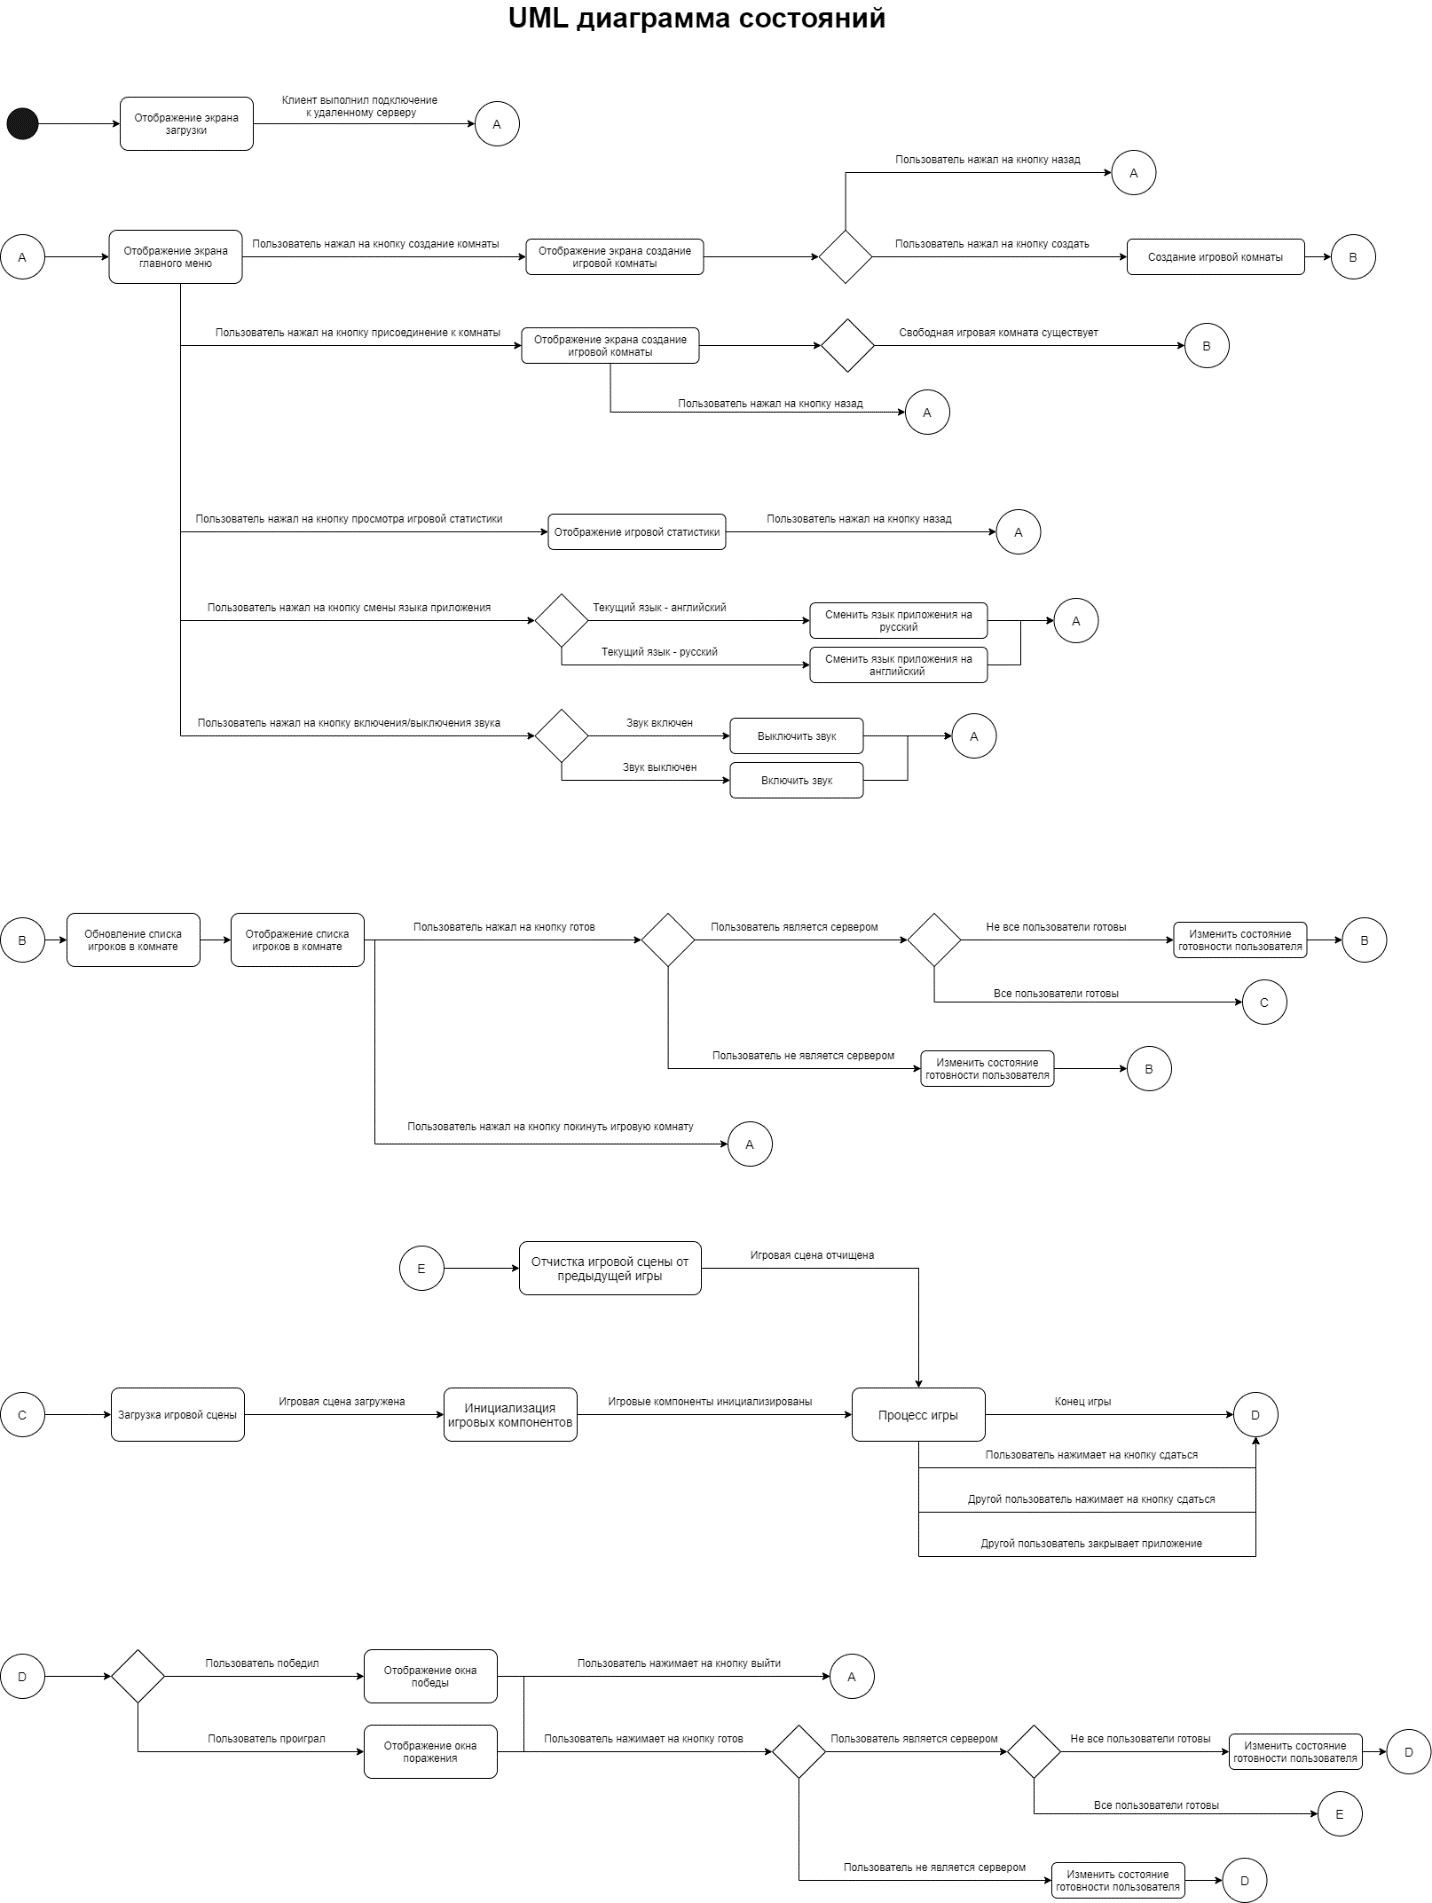 UML диаграмма состояний
Клиент выполнил подключение
к удаленному серверу
Отображение экрана
загрузки
A
Пользователь нажал на кнопку назад
A
A
Отображение экрана
главного меню
Пользователь нажал на кнопку создание комнаты
Отображение экрана создание
игровой комнаты
Пользователь нажал на кнопку создать
Создание игровой комнаты
B
Пользователь нажал на кнопку присоединение к комнаты
Отображение экрана создание
игровой комнаты
Свободная игровая комната существует
B
Пользователь нажал на кнопку назад
A
Пользователь нажал на кнопку просмотра игровой статистики
Отображение игровой статистики
Пользователь нажал на кнопку назад
A
Пользователь нажал на кнопку смены языка приложения
Текущий язык - английский
Сменить язык приложения на
русский
A
Текущий язык - русский
Сменить язык приложения на
английский
Пользователь нажал на кнопку включения/выключения звука
Звук включен
Выключить звук
A
Звук выключен
Включить звук
B
Обновление списка
игроков в комнате
Отображение списка
игроков в комнате
Пользователь нажал на кнопку готов
Пользователь является сервером
Не все пользователи готовы
Изменить состояние
готовности пользователя
B
Все пользователи готовы
C
Пользователь не является сервером
Изменить состояние
готовности пользователя
B
Пользователь нажал на кнопку покинуть игровую комнату
A
E
Отчистка игровой сцены от
предыдущей игры
Игровая сцена отчищена
C
Загрузка игровой сцены
Игровая сцена загружена
Инициализация
игровых компонентов
Игровые компоненты инициализированы
Процесс игры
Конец игры
D
Пользователь нажимает на кнопку сдаться
Другой пользователь нажимает на кнопку сдаться
Другой пользователь закрывает приложение
D
Пользователь победил
Отображение окна
победы
Пользователь нажимает на кнопку выйти
A
Пользователь проиграл
Отображение окна
поражения
Пользователь нажимает на кнопку готов
Пользователь является сервером
Не все пользователи готовы
Изменить состояние
готовности пользователя
D
Все пользователи готовы
E
Пользователь не является сервером
Изменить состояние
готовности пользователя
D